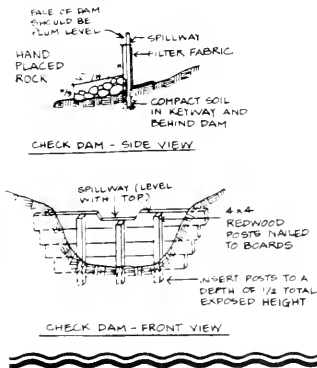 FACE OF DAM
SHOULD BE
PLUM LEVEL
SPILLWAY
FILTER FABRIC
HAND
PLACED
ROCK
COMPACT SOIL
IN KEYWAY AND
BEHIND DAM
CHECK DAM - SIDE VIEW
SPILLWAY (LEVEL
WITH TOP)
4x4
REDWOOD
POSTS NAILED
TO BOARDS
INSERT POSTS TO A
DEPTH OF 1/2 TOTAL
EXPOSED HEIGHT
CHECK DAM - FRONT VIEW